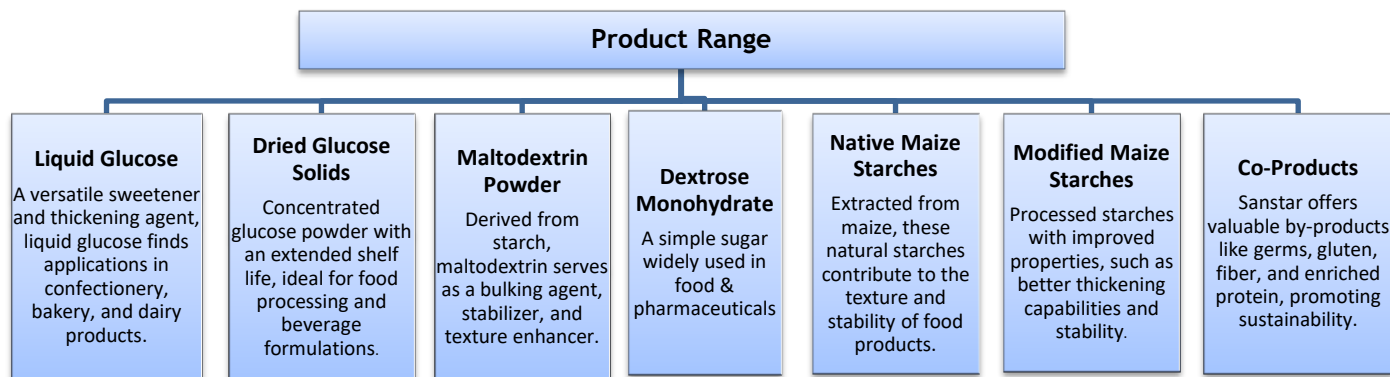 Product Range
Liquid Glucose
A versatile sweetener
and thickening agent,
liquid glucose finds
applications in
confectionery,
bakery, and dairy
products.
Dried Glucose
Solids
Concentrated
glucose powder with
an extended shelf
life, ideal for food
processing and
beverage
formulations.
Maltodextrin
Powder
Derived from
starch,
maltodextrin serves
as a bulking agent,
stabilizer, and
texture enhancer.
Dextrose
Monohydrate
A simple sugar
widely used in
food &
pharmaceuticals
Native Maize
Starches
Extracted from
maize, these
natural starches
contribute to the
texture and
stability of food
products.
Modified Maize
Starches
Processed starches
with improved
properties, such as
better thickening
capabilities and
stability.
Co-Products
Sanstar offers
valuable by-products
like germs, gluten,
fiber, and enriched
protein, promoting
sustainability.